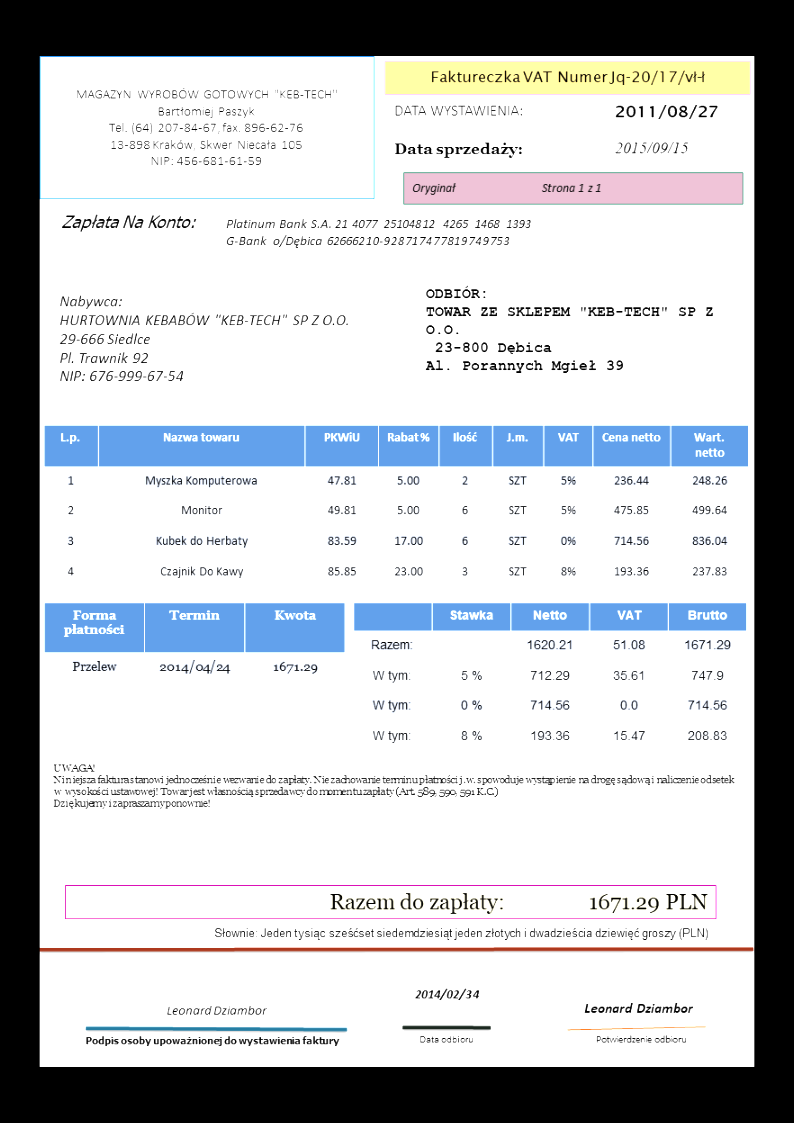 MAGAZYN WYROBÓW GOTOWYCH "KEB-TECH"
Bartłomiej Paszyk
Tel. (64) 207-84-67, fax. 896-62-76
13-898 Kraków, Skwer Niecała 105
NIP: 456-681-61-59
Faktureczka VAT Numer Jq-20/17/vł-ł
DATA WYSTAWIENIA: 2011/08/27
Data sprzedaży: 2015/09/15
Oryginał Strona 1 z 1
Zapłata Na Konto: Platinum Bank S.A. 21 4077 25104812 4265 1468 1393
G-Bank o/Dębica 62666210-928717477819749753
Nabywca:
HURTOWNIA KEBABÓW "KEB-TECH" SP Z O.O.
29-666 Siedlce
Pl. Trawnik 92
NIP: 676-999-67-54
ODBIÓR:
TOWAR ZE SKLEPEM "KEB-TECH" SP Z
O.O.
23-800 Dębica
Al. Porannych Mgieł 39
L.p. Nazwa towaru PKWiU Rabat % Ilość J.m. VAT Cena netto Wart.
netto
1 Myszka Komputerowa 47.81 5.00 2 SZT 5% 236.44 248.26
2 Monitor 49.81 5.00 6 SZT 5% 475.85 499.64
3 Kubek do Herbaty 83.59 17.00 6 SZT 0% 714.56 836.04
4 Czajnik Do Kawy 85.85 23.00 3 SZT 8% 193.36 237.83
Forma Termin Kwota
płatności
Przelew 2014/04/24 1671.29
Stawka Netto VAT Brutto
Razem: 1620.21 51.08 1671.29
W tym: 5 % 712.29 35.61 747.9
W tym: 0 % 714.56 0.0 714.56
W tym: 8 % 193.36 15.47 208.83
UWAGA!
Niniejsza faktura stanowi jednocześnie wezwanie do zapłaty. Nie zachowanie terminu płatności j.w. spowoduje wystąpienie na drogę sądową i naliczenie odsetek
w wysokości ustawowej! Towar jest własnością sprzedawcy do momentu zapłaty (Art. 589, 590, 591 K.C.)
Dziękujemy i zapraszamy ponownie!
Razem do zapłaty: 1671.29 PLN
Słownie: Jeden tysiąc sześćset siedemdziesiąt jeden złotych i dwadzieścia dziewięć groszy (PLN)
Leonard Dziambor
Podpis osoby upoważnionej do wystawienia faktury
2014/02/34
Data odbioru
Leonard Dziambor
Potwierdzenie odbioru